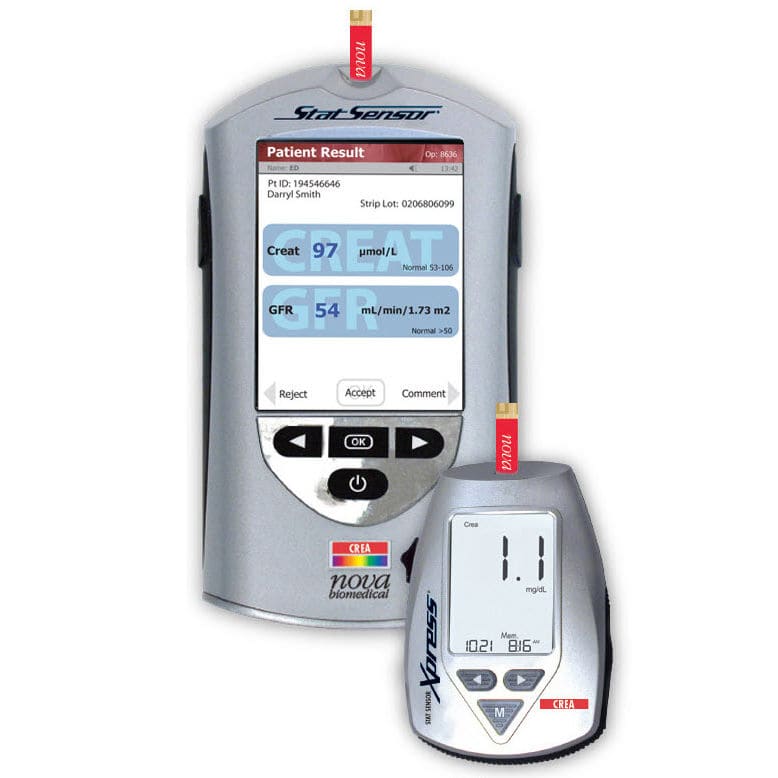 nova
StatSensor
Patient Result Op: 8636
Name: ED 13:42
Pt ID: 194546646
Darryl Smith
Strip Lot: 0206806099
CREAT
Creat 97 µmol/L
Normal 53-106
GFR
GFR 54 mL/min/1.73 m2
Normal >50
Reject
OK
Accept
Comment
OK
CREA
nova
biomedical
nova
Crea
1.1
mg/dL
Mem
10.21 8:16 AM
STAT SENSOR Xpress
M
CREA